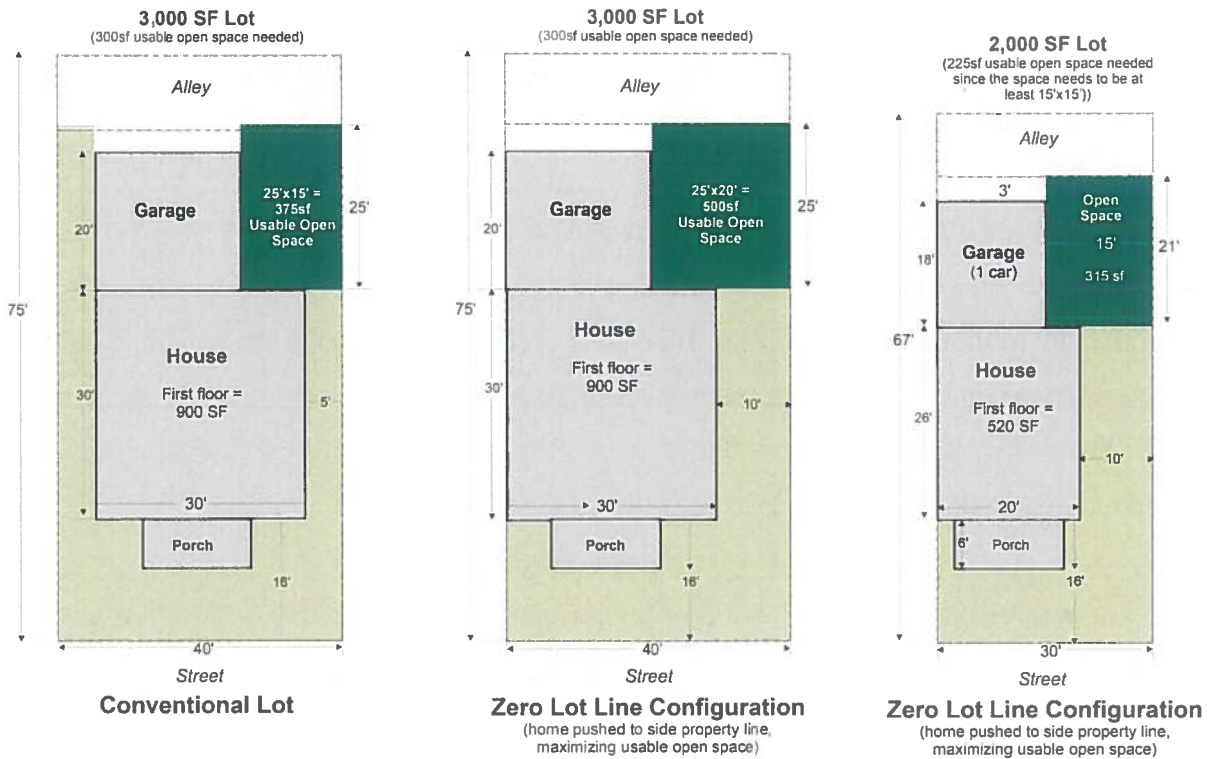 3,000 SF Lot
(300sf usable open space needed)
Alley
Garage
25'x15' =
375sf
Usable Open
Space
25'
20'
75'
House
First floor =
900 SF
30'
5'
30'
Porch
16'
40'
Street
Conventional Lot
3,000 SF Lot
(300sf usable open space needed)
Alley
Garage
25'x20' =
500sf
Usable Open
Space
25'
20'
75'
House
First floor =
900 SF
30'
10'
30'
Porch
16'
40'
Street
Zero Lot Line Configuration
(home pushed to side property line,
maximizing usable open space)
2,000 SF Lot
(225sf usable open space needed
since the space needs to be at
least 15'x15'))
Alley
3'
Open
Space
15'
315 sf
21'
Garage
(1 car)
18'
67'
House
First floor =
520 SF
26'
10'
20'
6'
Porch
16'
30'
Street
Zero Lot Line Configuration
(home pushed to side property line,
maximizing usable open space)